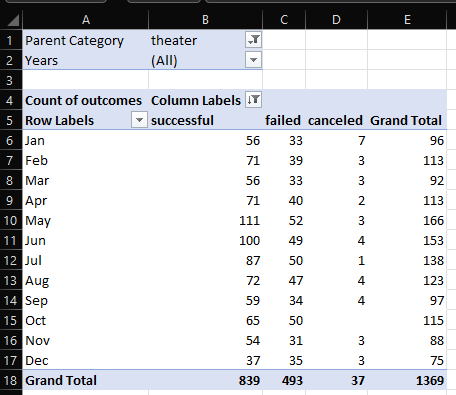 A B C D E
1 Parent Category theater
2 Years (All)
3
4 Count of outcomes Column Labels
5 Row Labels successful failed canceled Grand Total
6 Jan 56 33 7 96
7 Feb 71 39 3 113
8 Mar 56 33 3 92
9 Apr 71 40 2 113
10 May 111 52 3 166
11 Jun 100 49 4 153
12 Jul 87 50 1 138
13 Aug 72 47 4 123
14 Sep 59 34 4 97
15 Oct 65 50 115
16 Nov 54 31 3 88
17 Dec 37 35 3 75
18 Grand Total 839 493 37 1369